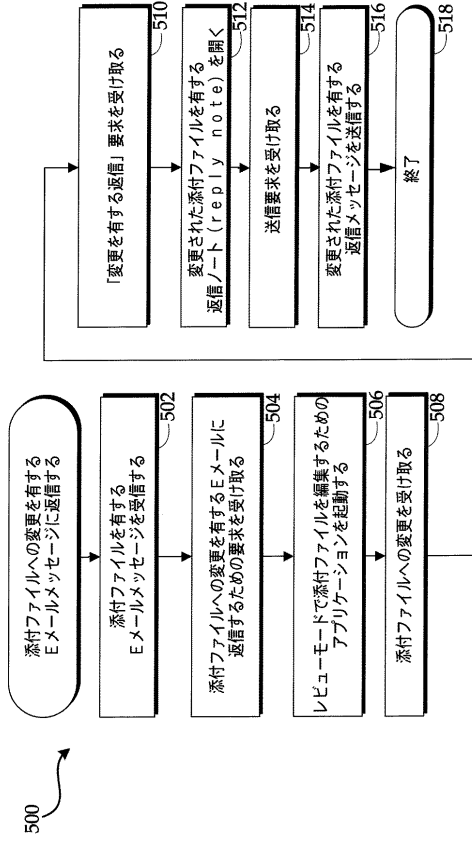 500
添付ファイルへの変更を有する
Eメールメッセージに返信する
添付ファイルを有する
Eメールメッセージを受信する
502
添付ファイルへの変更を有するEメールに
返信するための要求を受け取る
504
レビューモードで添付ファイルを編集するための
アプリケーションを起動する
506
添付ファイルへの変更を受け取る
508
「変更を有する返信」要求を受け取る
510
変更された添付ファイルを有する
返信ノート(reply note)を開く
512
送信要求を受け取る
514
変更された添付ファイルを有する
返信メッセージを送信する
516
終了
518